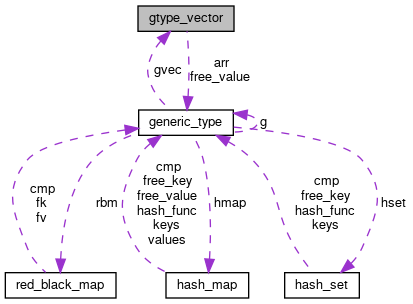 gtype_vector
arr
gvec
free_value
generic_type
g
cmp
free_key
free_value
hash_func
keys
values
cmp
fk
fv
rbm
hmap
cmp
free_key
hash_func
keys
hset
red_black_map
hash_map
hash_set